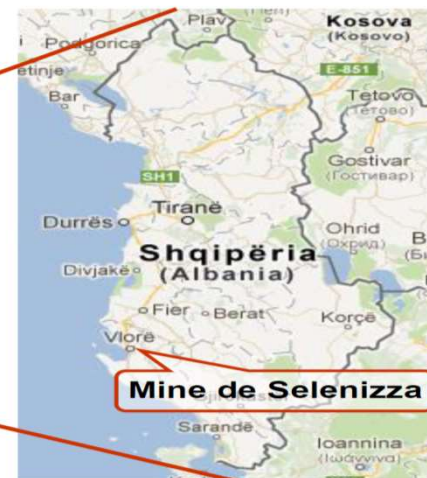 Plav
Kosova
(Kosovo)
Podgorica
etinje
E-851
Bar
Tetovo
(Тетово)
Gostivar
(Гостивар)
SH1
Tiranë
Durrës
Ohrid
(Охрид)
Shqipëria
(Albania)
Divjakë
Fier
Berat
Korçë
Vlorë
Mine de Selenizza
Sarandë
Ioannina
(Ιωάννινα)